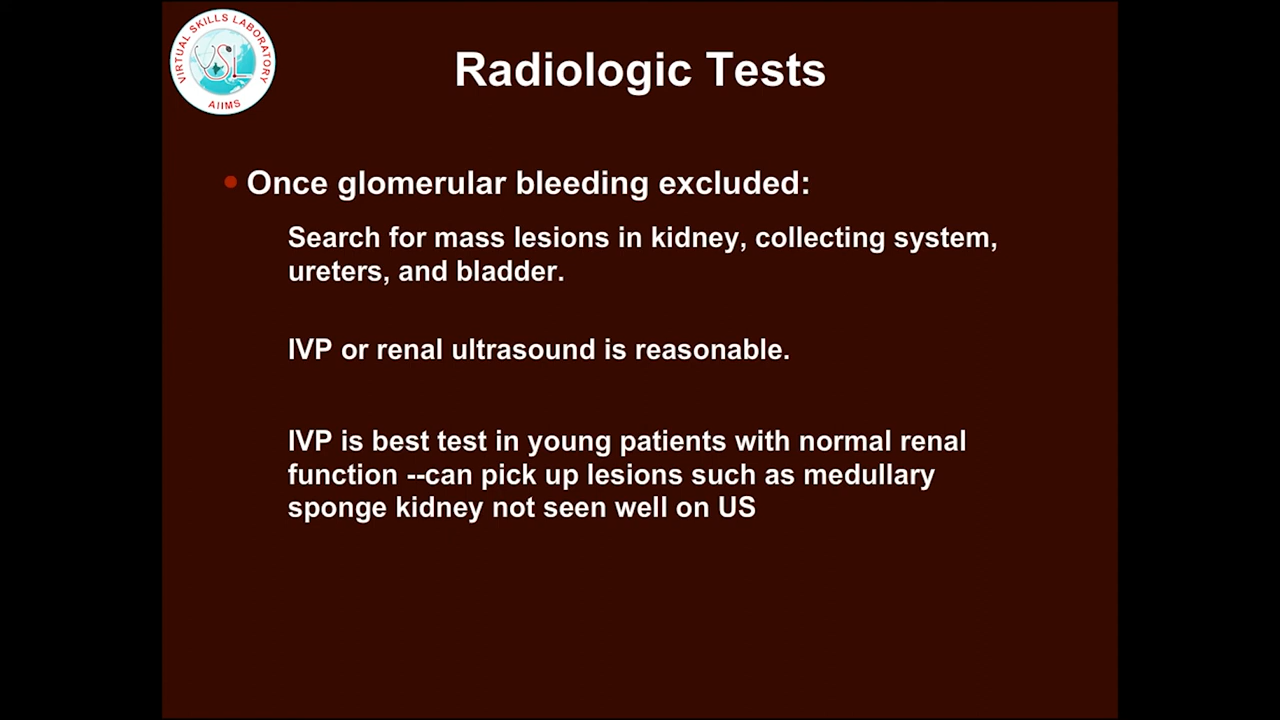 VIRTUAL SKILLS LABORATORY
VSL
AIIMS
Radiologic Tests
Once glomerular bleeding excluded:
Search for mass lesions in kidney, collecting system,
ureters, and bladder.
IVP or renal ultrasound is reasonable.
IVP is best test in young patients with normal renal
function --can pick up lesions such as medullary
sponge kidney not seen well on US